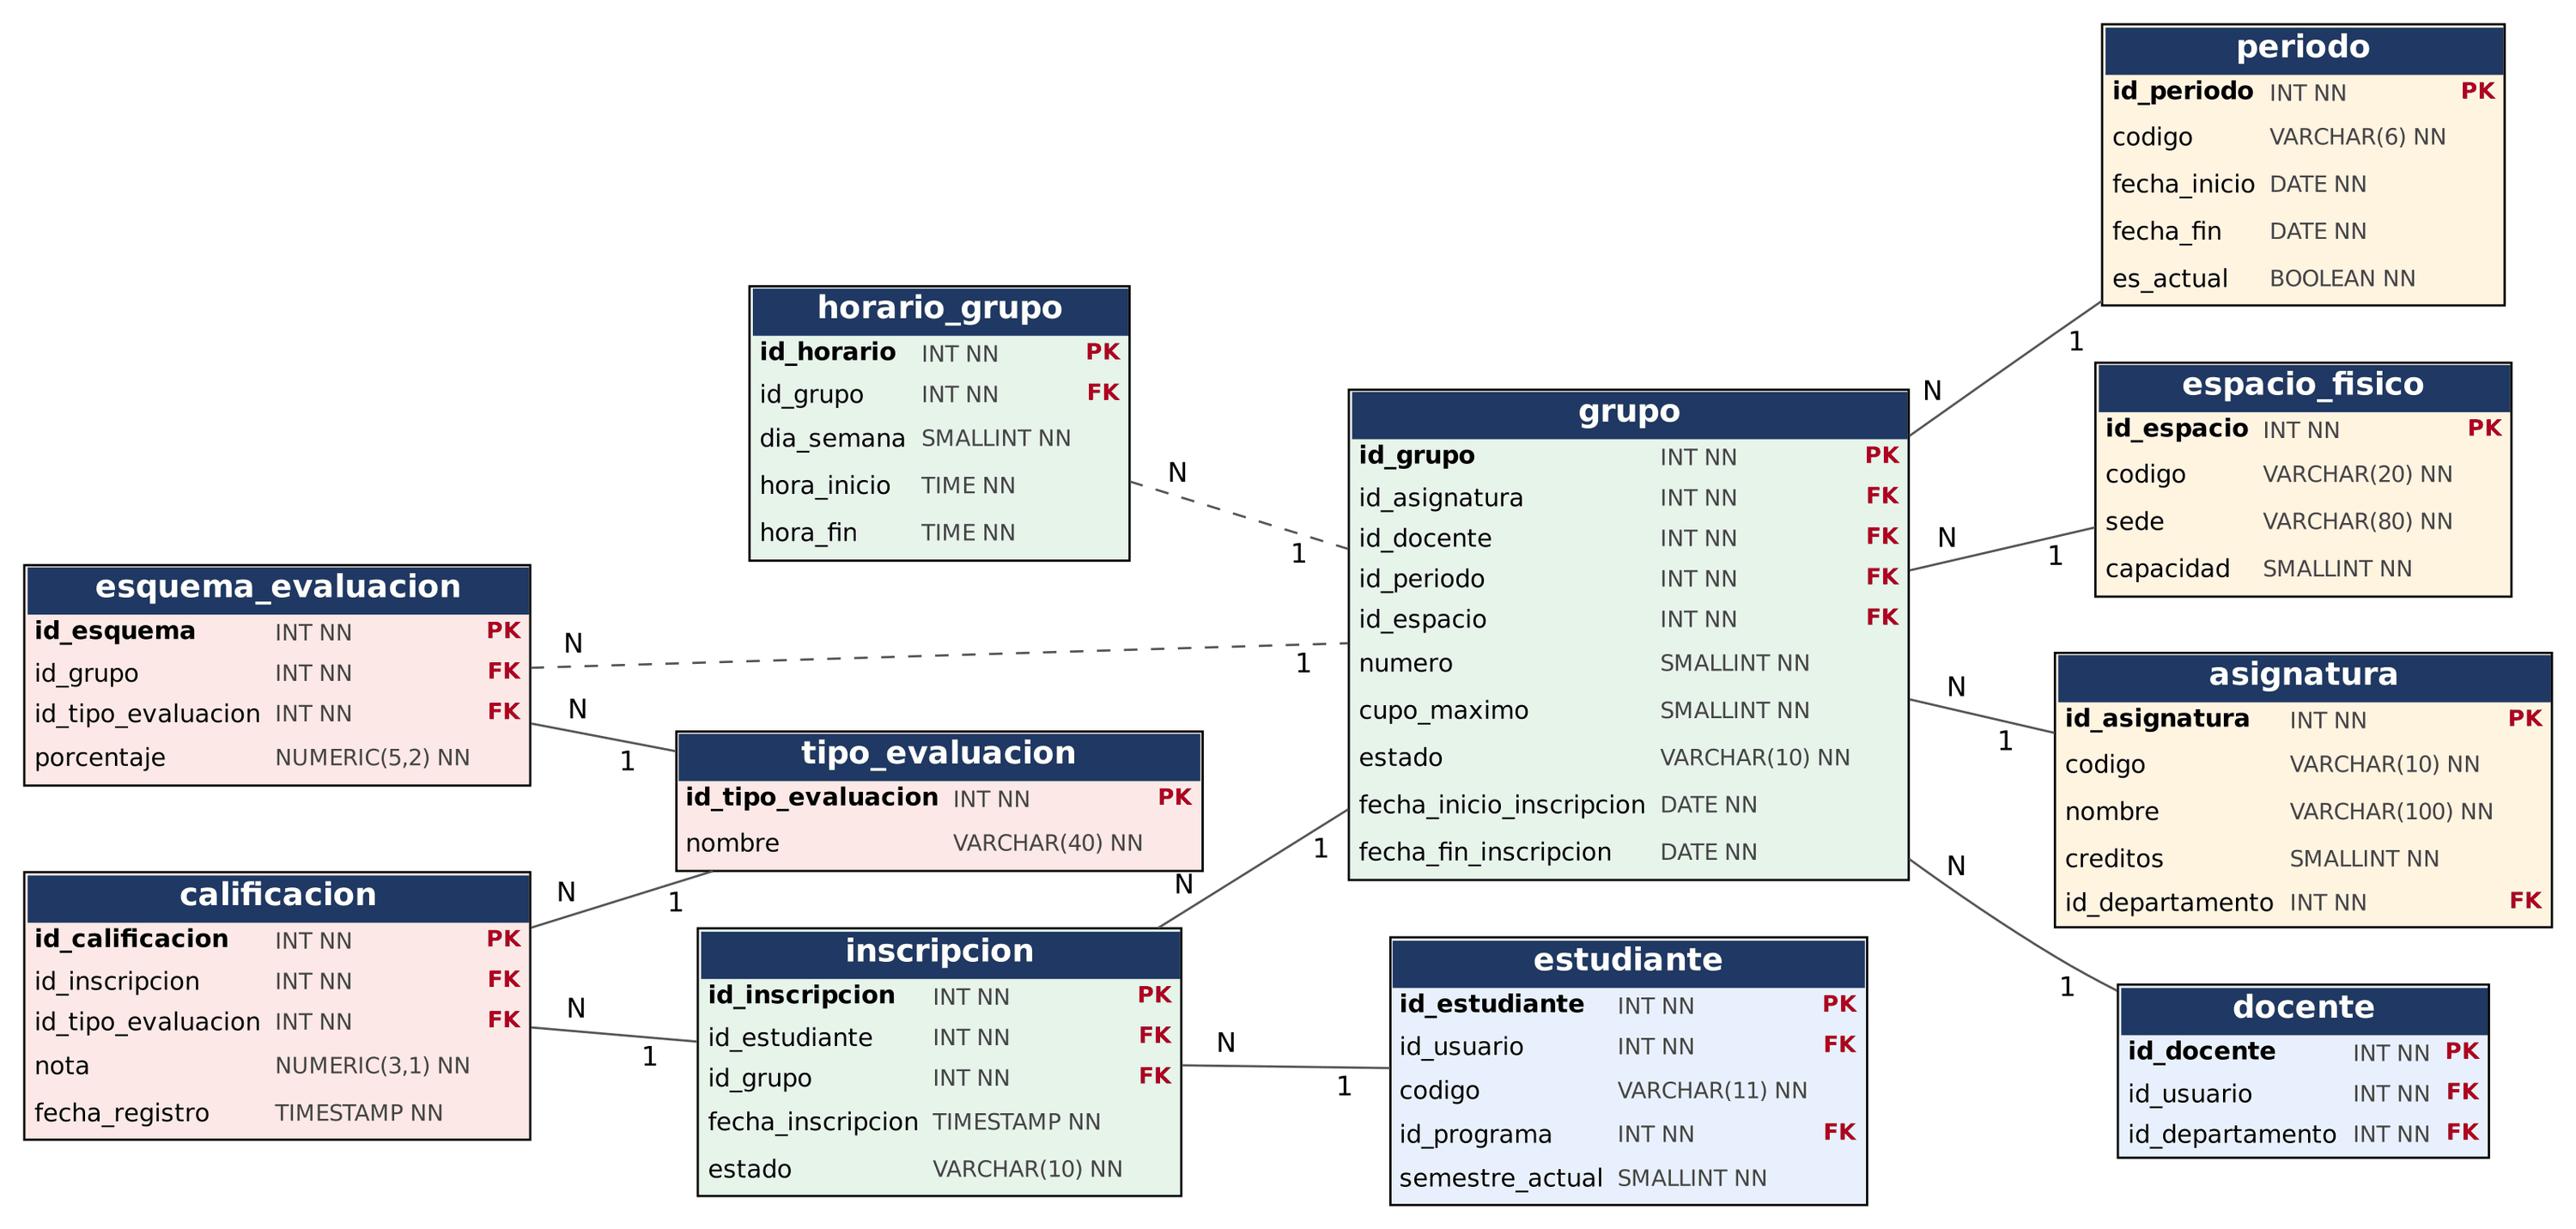 periodo
id_periodo INT NN PK
codigo VARCHAR(6) NN
fecha_inicio DATE NN
fecha_fin DATE NN
es_actual BOOLEAN NN
1
N
horario_grupo
id_horario INT NN PK
id_grupo INT NN FK
dia_semana SMALLINT NN
hora_inicio TIME NN
hora_fin TIME NN
N
1
espacio_fisico
id_espacio INT NN PK
codigo VARCHAR(20) NN
sede VARCHAR(80) NN
capacidad SMALLINT NN
N
1
grupo
id_grupo INT NN PK
id_asignatura INT NN FK
id_docente INT NN FK
id_periodo INT NN FK
id_espacio INT NN FK
numero SMALLINT NN
cupo_maximo SMALLINT NN
estado VARCHAR(10) NN
fecha_inicio_inscripcion DATE NN
fecha_fin_inscripcion DATE NN
esquema_evaluacion
id_esquema INT NN PK
id_grupo INT NN FK
id_tipo_evaluacion INT NN FK
porcentaje NUMERIC(5,2) NN
N
1
N
1
tipo_evaluacion
id_tipo_evaluacion INT NN PK
nombre VARCHAR(40) NN
asignatura
id_asignatura INT NN PK
codigo VARCHAR(10) NN
nombre VARCHAR(100) NN
creditos SMALLINT NN
id_departamento INT NN FK
N
1
calificacion
id_calificacion INT NN PK
id_inscripcion INT NN FK
id_tipo_evaluacion INT NN FK
nota NUMERIC(3,1) NN
fecha_registro TIMESTAMP NN
N
1
N
1
inscripcion
id_inscripcion INT NN PK
id_estudiante INT NN FK
id_grupo INT NN FK
fecha_inscripcion TIMESTAMP NN
estado VARCHAR(10) NN
1
N
N
1
estudiante
id_estudiante INT NN PK
id_usuario INT NN FK
codigo VARCHAR(11) NN
id_programa INT NN FK
semestre_actual SMALLINT NN
N
1
docente
id_docente INT NN PK
id_usuario INT NN FK
id_departamento INT NN FK